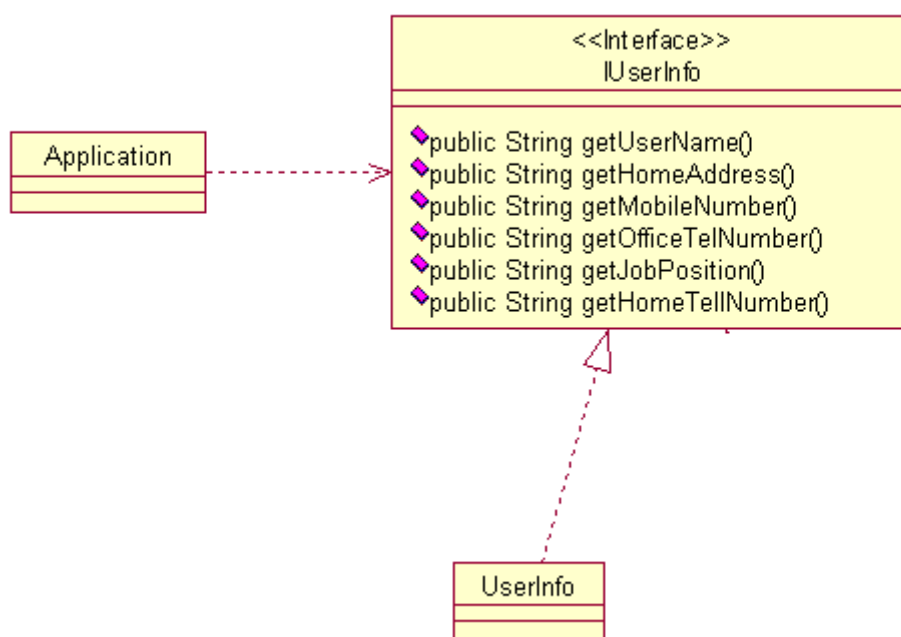 <<Interface>>
IUserInfo
Application
public String getUserName()
public String getHomeAddress()
public String getMobileNumber()
public String getOfficeTelNumber()
public String getJobPosition()
public String getHomeTellNumber()
UserInfo